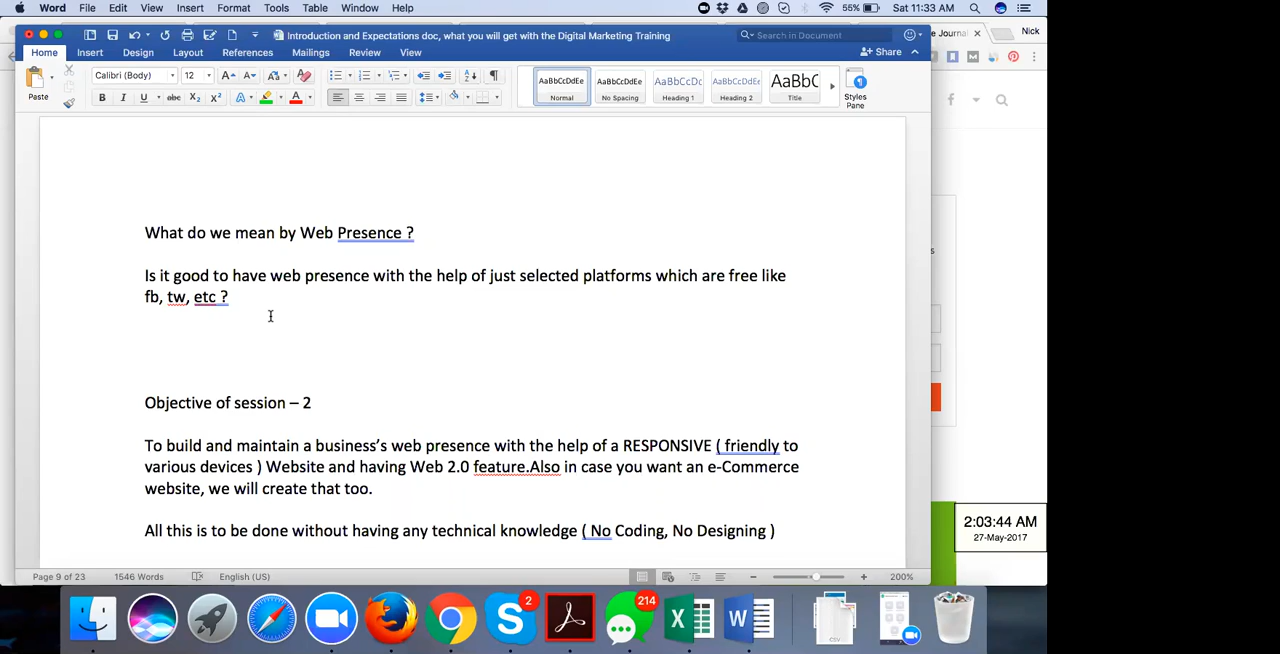 Word File Edit View Insert Format Tools Table Window Help 55% Sat 11:33 AM
Introduction and Expectations doc, what you will get with the Digital Marketing Training Search in Document e Journal Nick
Home Insert Design Layout References Mailings Review View Share
Paste Calibri (Body) 12 AaBbCcDdEe AaBbCcDdEe AaBbCcDc AaBbCcDdEe AaBbC Styles Pane
B I U abc X2 X2 A A Normal No Spacing Heading 1 Heading 2 Title
What do we mean by Web Presence ?
Is it good to have web presence with the help of just selected platforms which are free like
fb, tw, etc ?
Objective of session – 2
To build and maintain a business’s web presence with the help of a RESPONSIVE ( friendly to
various devices ) Website and having Web 2.0 feature.Also in case you want an e-Commerce
website, we will create that too.
All this is to be done without having any technical knowledge ( No Coding, No Designing )
2:03:44 AM
27-May-2017
Page 9 of 23 1546 Words English (US) 200%
2 214
CSV